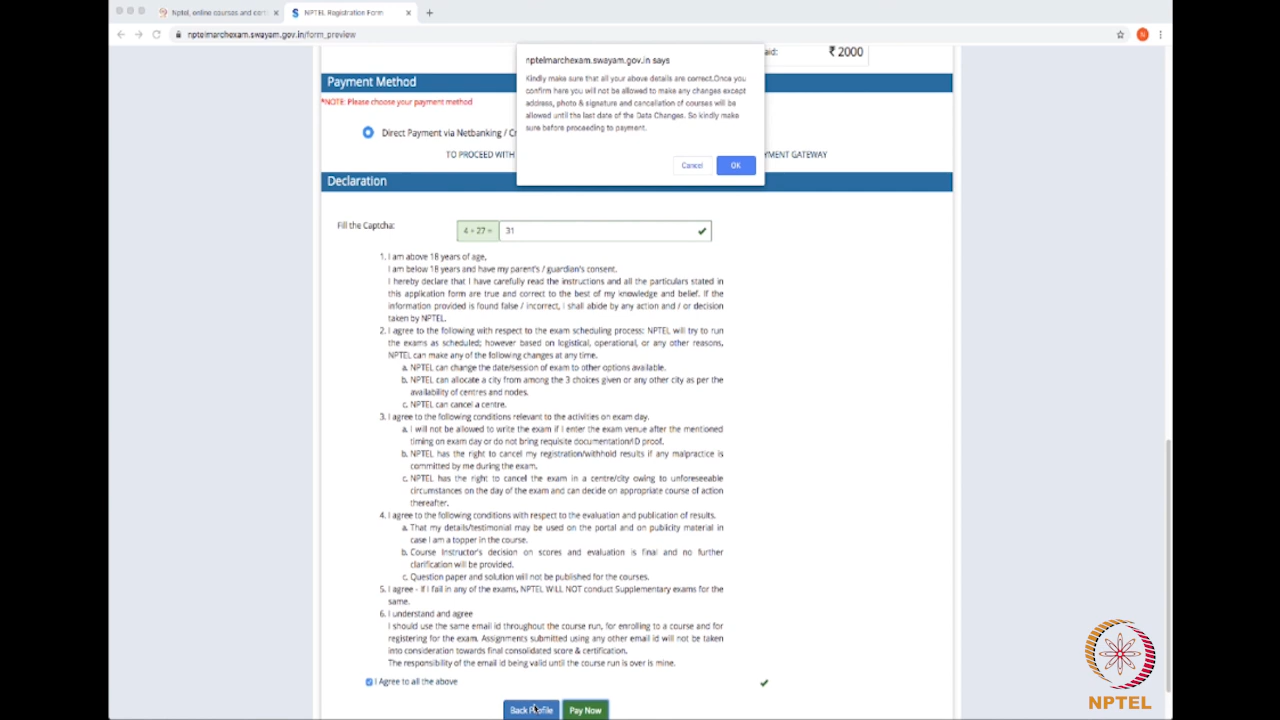 Nptel, online courses and cert
NPTEL Registration Form
nptelmarchexam.swayam.gov.in/form_preview
N
aid: ₹ 2000
nptelmarchexam.swayam.gov.in says
Kindly make sure that all your above details are correct.Once you
confirm here you will not be allowed to make any changes except
address, photo & signature and cancellation of courses will be
allowed until the last date of the Data Changes. So kindly make
sure before proceeding to payment.
Cancel OK
Payment Method
*NOTE: Please choose your payment method
Direct Payment via Netbanking / Cr
TO PROCEED WITH YMENT GATEWAY
Declaration
Fill the Captcha: 4 + 27 = 31
1. I am above 18 years of age,
I am below 18 years and have my parent's / guardian's consent.
I hereby declare that I have carefully read the instructions and all the particulars stated in
this application form are true and correct to the best of my knowledge and belief. If the
information provided is found false / incorrect, I shall abide by any action and / or decision
taken by NPTEL.
2. I agree to the following with respect to the exam scheduling process: NPTEL will try to run
the exams as scheduled; however based on logistical, operational, or any other reasons,
NPTEL can make any of the following changes at any time.
a. NPTEL can change the date/session of exam to other options available.
b. NPTEL can allocate a city from among the 3 choices given or any other city as per the
availability of centres and nodes.
c. NPTEL can cancel a centre.
3. I agree to the following conditions relevant to the activities on exam day.
a. I will not be allowed to write the exam if I enter the exam venue after the mentioned
timing on exam day or do not bring requisite documentation/ID proof.
b. NPTEL has the right to cancel my registration/withhold results if any malpractice is
committed by me during the exam.
c. NPTEL has the right to cancel the exam in a centre/city owing to unforeseeable
circumstances on the day of the exam and can decide on appropriate course of action
thereafter.
4. I agree to the following conditions with respect to the evaluation and publication of results.
a. That my details/testimonial may be used on the portal and on publicity material in
case I am a topper in the course.
b. Course Instructor's decision on scores and evaluation is final and no further
clarification will be provided.
c. Question paper and solution will not be published for the courses.
5. I agree - If I fail in any of the exams, NPTEL WILL NOT conduct Supplementary exams for the
same.
6. I understand and agree
I should use the same email id throughout the course run, for enrolling to a course and for
registering for the exam. Assignments submitted using any other email id will not be taken
into consideration towards final consolidated score & certification.
The responsibility of the email id being valid until the course run is over is mine.
I Agree to all the above
Back Profile Pay Now
NPTEL